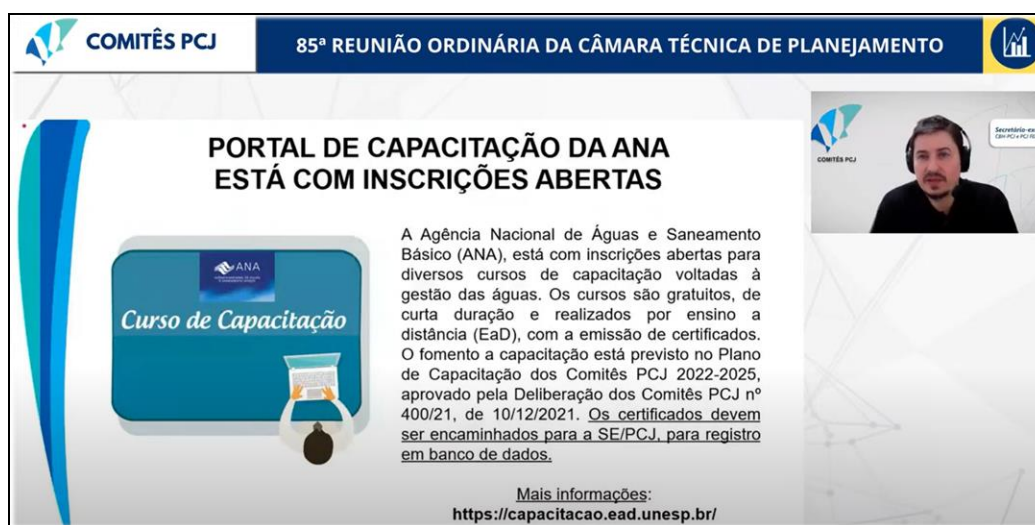 COMITÊS PCJ
85ª REUNIÃO ORDINÁRIA DA CÂMARA TÉCNICA DE PLANEJAMENTO
PORTAL DE CAPACITAÇÃO DA ANA
ESTÁ COM INSCRIÇÕES ABERTAS
COMITÊS PCJ
Secretário-ex
A Agência Nacional de Águas e Saneamento
Básico (ANA), está com inscrições abertas para
diversos cursos de capacitação voltadas à
gestão das águas. Os cursos são gratuitos, de
curta duração e realizados por ensino a
distância (EaD), com a emissão de certificados.
O fomento a capacitação está previsto no Plano
de Capacitação dos Comitês PCJ 2022-2025,
aprovado pela Deliberação dos Comitês PCJ nº
400/21, de 10/12/2021. Os certificados devem
ser encaminhados para a SE/PCJ, para registro
em banco de dados.
ANA
Curso de Capacitação
Mais informações:
https://capacitacao.ead.unesp.br/